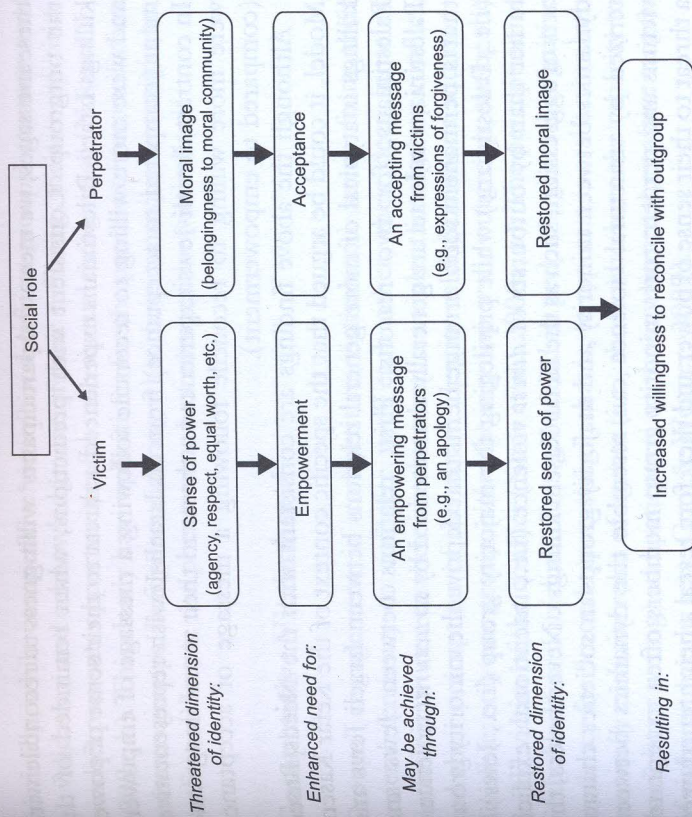 Social role
Victim
Perpetrator
Threatened dimension
of identity:
Sense of power
(agency, respect, equal worth, etc.)
Moral image
(belongingness to moral community)
Enhanced need for:
Empowerment
Acceptance
May be achieved
through:
An empowering message
from perpetrators
(e.g., an apology)
An accepting message
from victims
(e.g., expressions of forgiveness)
Restored dimension
of identity:
Restored sense of power
Restored moral image
Resulting in:
Increased willingness to reconcile with outgroup